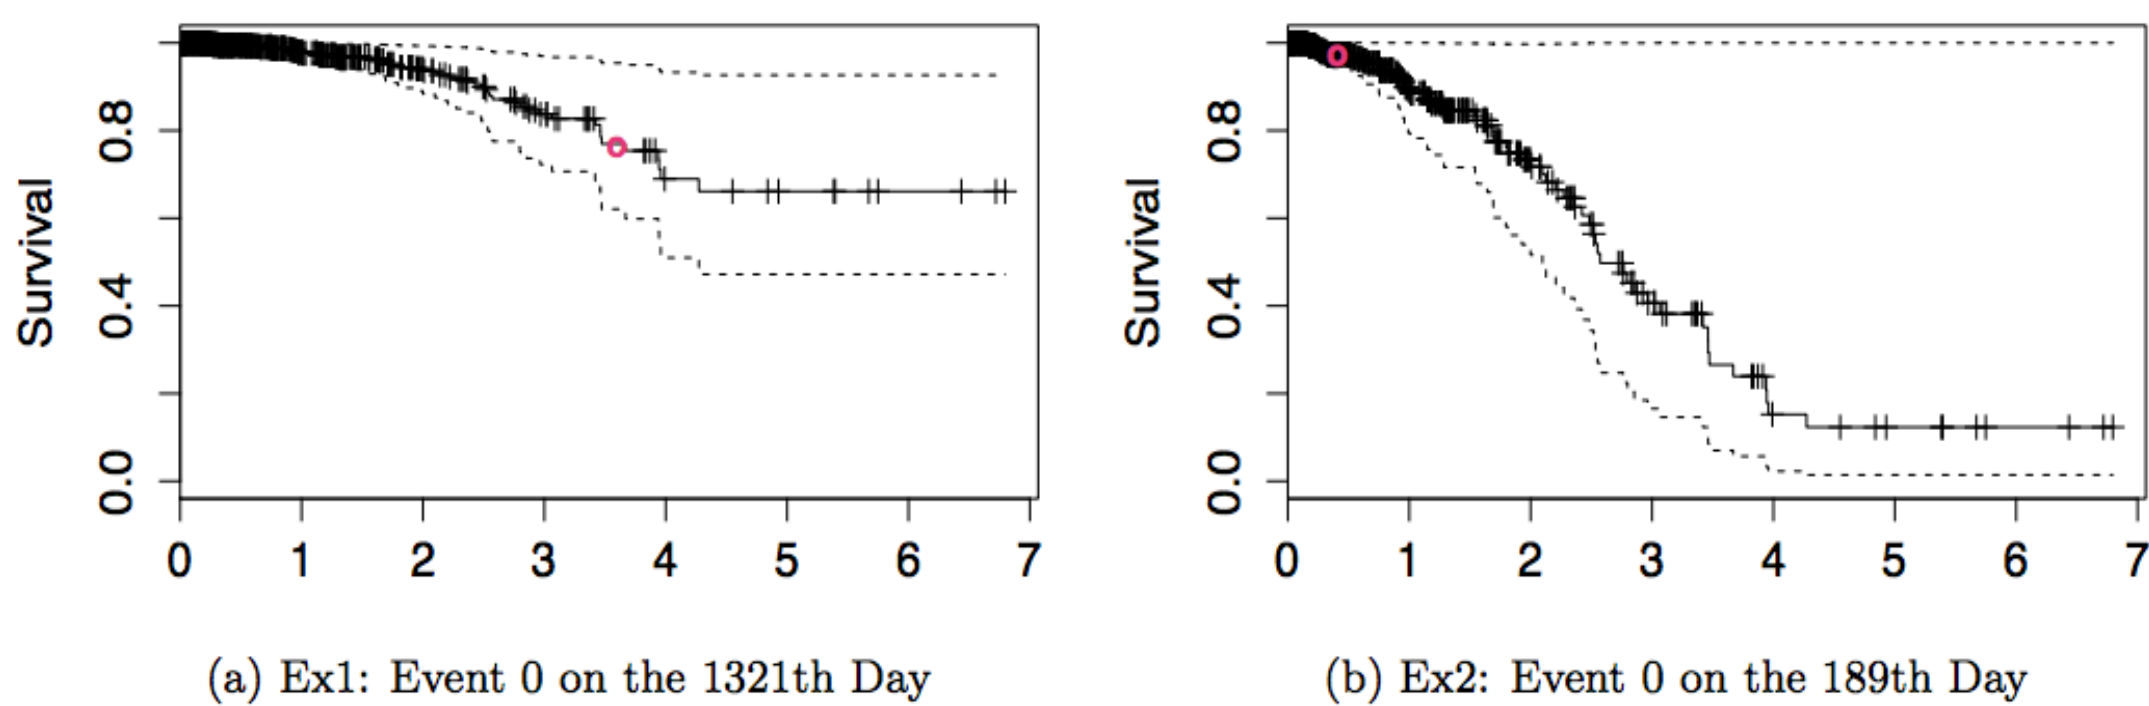 Survival
0.8
0.4
0.0
0 1 2 3 4 5 6 7
(a) Ex1: Event 0 on the 1321th Day
Survival
0.8
0.4
0.0
0 1 2 3 4 5 6 7
(b) Ex2: Event 0 on the 189th Day